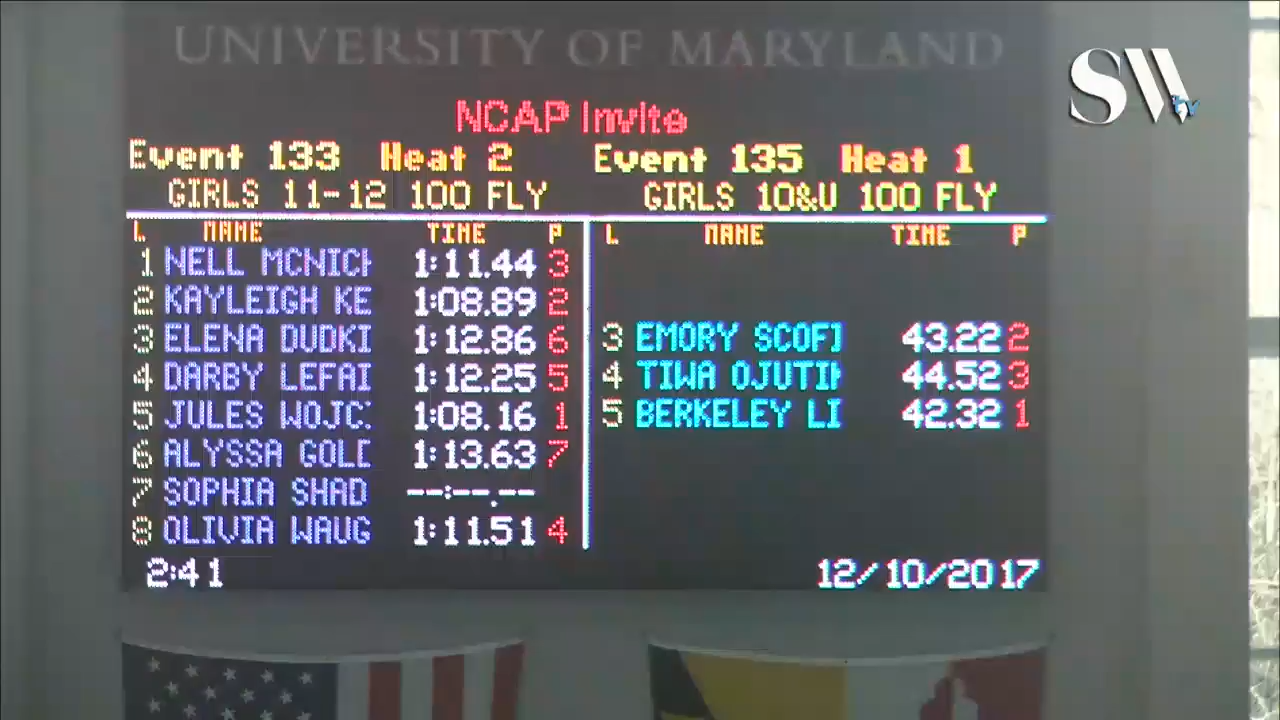 UNIVERSITY OF MARYLAND
SW
TV
NCAP Invite
Event 133 Heat 2
GIRLS 11-12 100 FLY
L NAME TIME P
1 NELL MCNICH 1:11.44 3
2 KAYLEIGH KE 1:08.89 2
3 ELENA DUDKI 1:12.86 6
4 DARBY LEFAI 1:12.25 5
5 JULES WOJC 1:08.16 1
6 ALYSSA GOL 1:13.63 7
7 SOPHIA SHAD --:--.--
8 OLIVIA WAUG 1:11.51 4
Event 135 Heat 1
GIRLS 10&U 100 FLY
L NAME TIME P
3 EMORY SCOFI 43.22 2
4 TIWA OJUTI 44.52 3
5 BERKELEY LI 42.32 1
2:41
12/10/2017